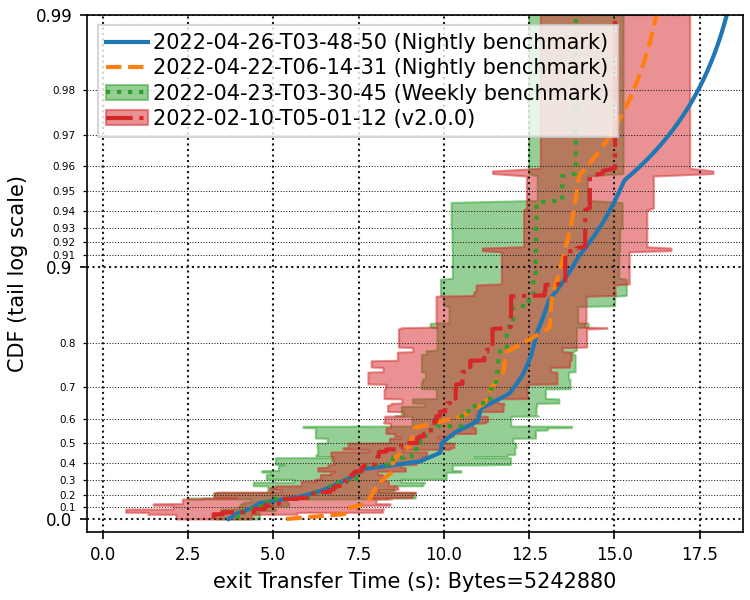 0.99
2022-04-26-T03-48-50 (Nightly benchmark)
2022-04-22-T06-14-31 (Nightly benchmark)
2022-04-23-T03-30-45 (Weekly benchmark)
2022-02-10-T05-01-12 (v2.0.0)
0.98
0.97
0.96
0.95
0.94
0.93
0.92
0.91
0.9
0.8
0.7
0.6
0.5
0.4
0.3
0.2
0.1
0.0
CDF (tail log scale)
0.0 2.5 5.0 7.5 10.0 12.5 15.0 17.5
exit Transfer Time (s): Bytes=5242880